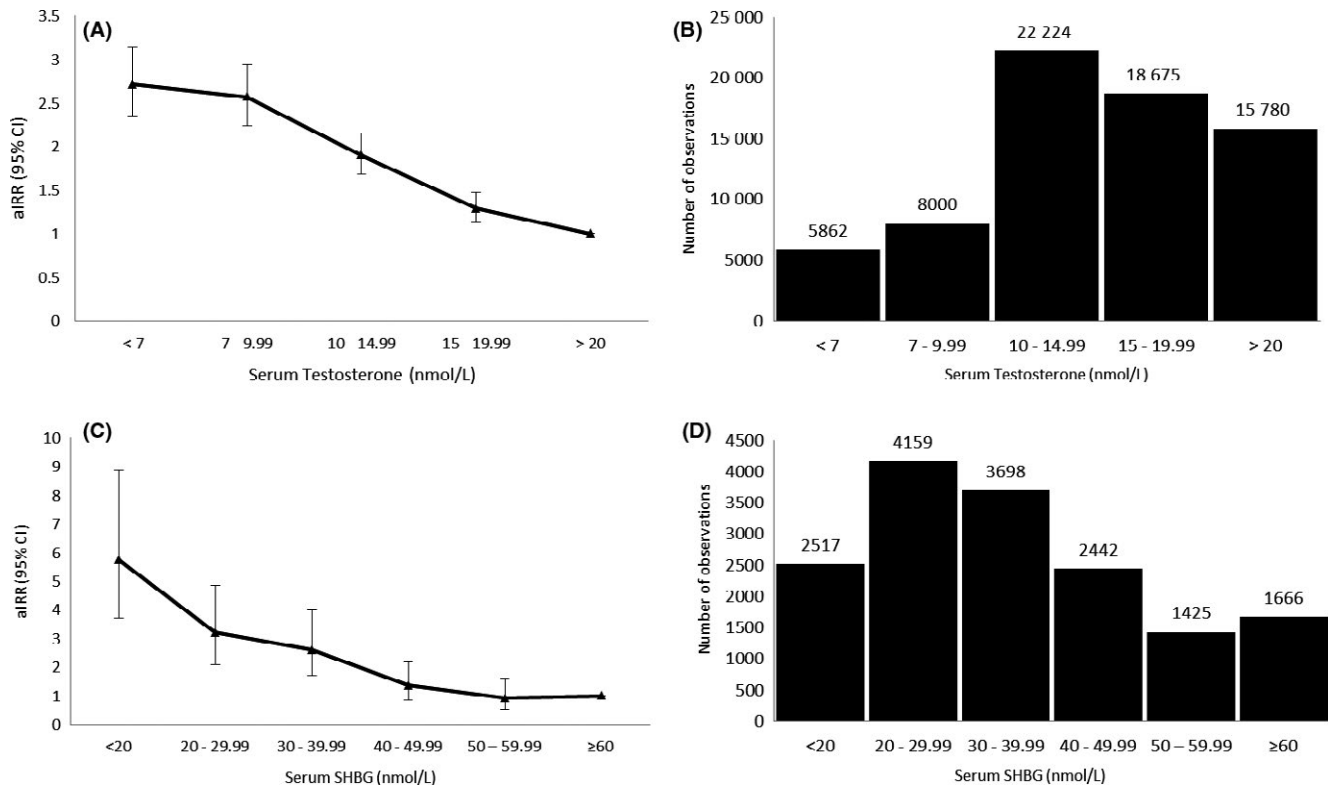 (A)
aIRR (95% CI)
3.5
3
2.5
2
1.5
1
0.5
0
< 7
7 9.99
10 14.99
15 19.99
> 20
Serum Testosterone (nmol/L)
(B)
Number of observations
25 000
20 000
15 000
10 000
5000
0
5862
8000
22 224
18 675
15 780
< 7
7 - 9.99
10 - 14.99
15 - 19.99
> 20
Serum Testosterone (nmol/L)
(C)
aIRR (95% CI)
10
9
8
7
6
5
4
3
2
1
0
<20
20 - 29.99
30 - 39.99
40 - 49.99
50 – 59.99
≥60
Serum SHBG (nmol/L)
(D)
Number of observations
4500
4000
3500
3000
2500
2000
1500
1000
500
0
2517
4159
3698
2442
1425
1666
<20
20 - 29.99
30 - 39.99
40 - 49.99
50 – 59.99
≥60
Serum SHBG (nmol/L)